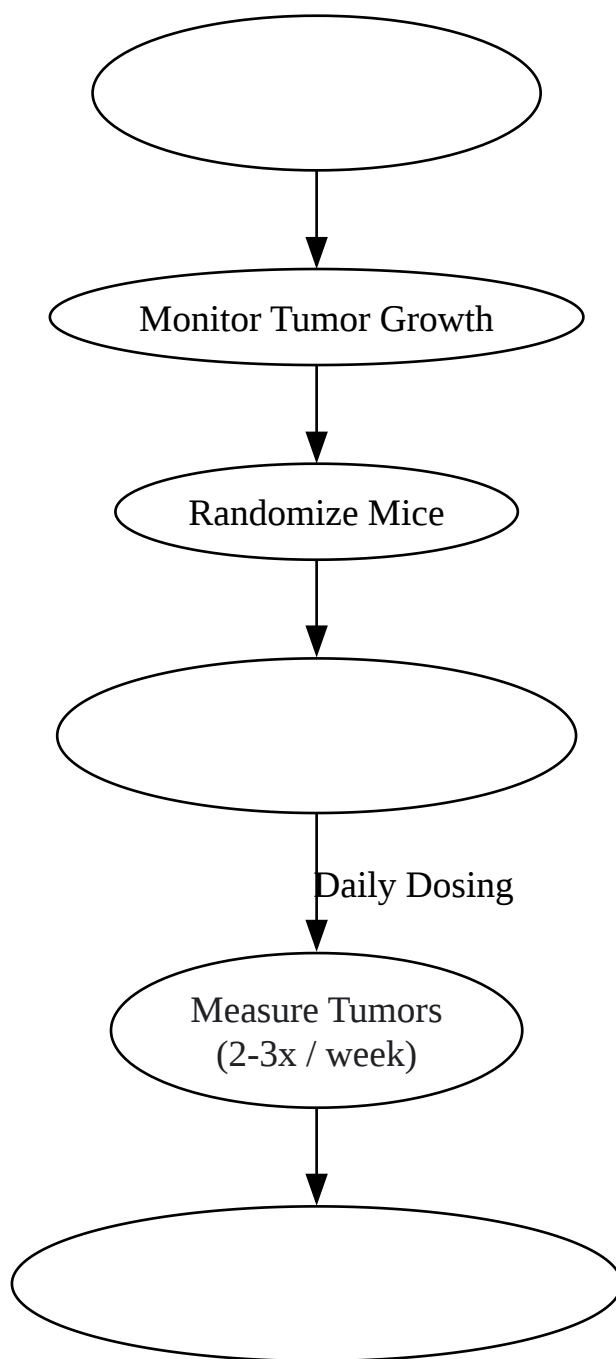 Monitor Tumor Growth
Randomize Mice
Daily Dosing
Measure Tumors
(2-3x / week)